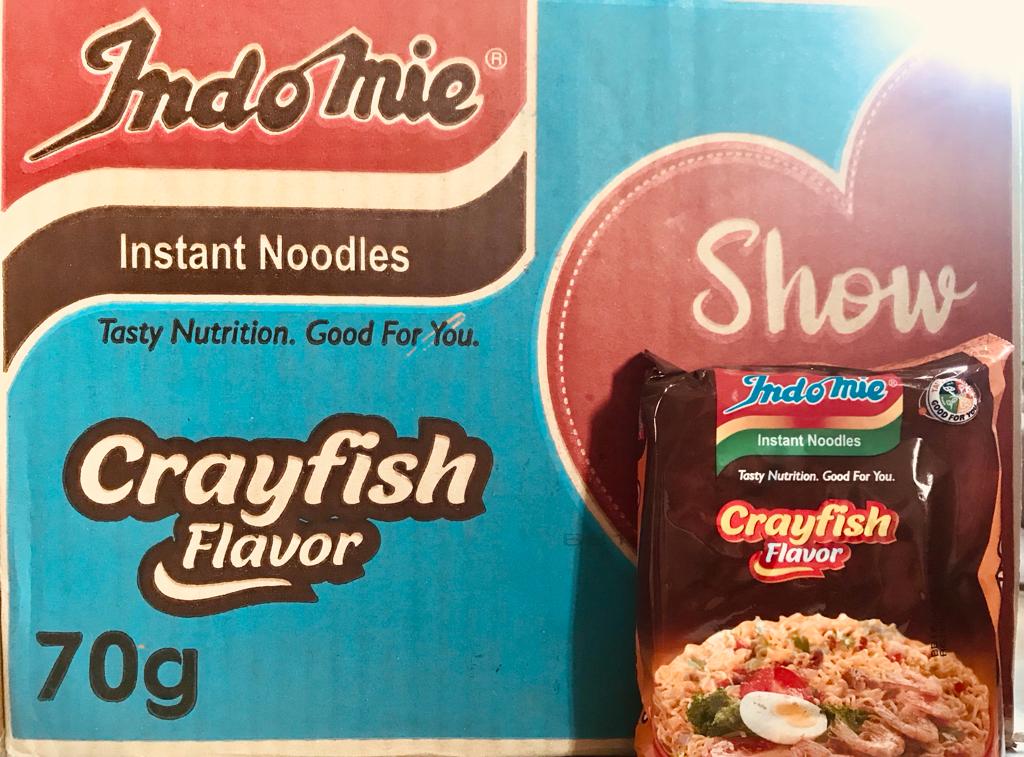 Indomie®
Instant Noodles
Tasty Nutrition. Good For You.
Crayfish
Flavor
70g
Show
Indomie®
Instant Noodles
Tasty Nutrition. Good For You.
Crayfish
Flavor
GOOD FOR YOU